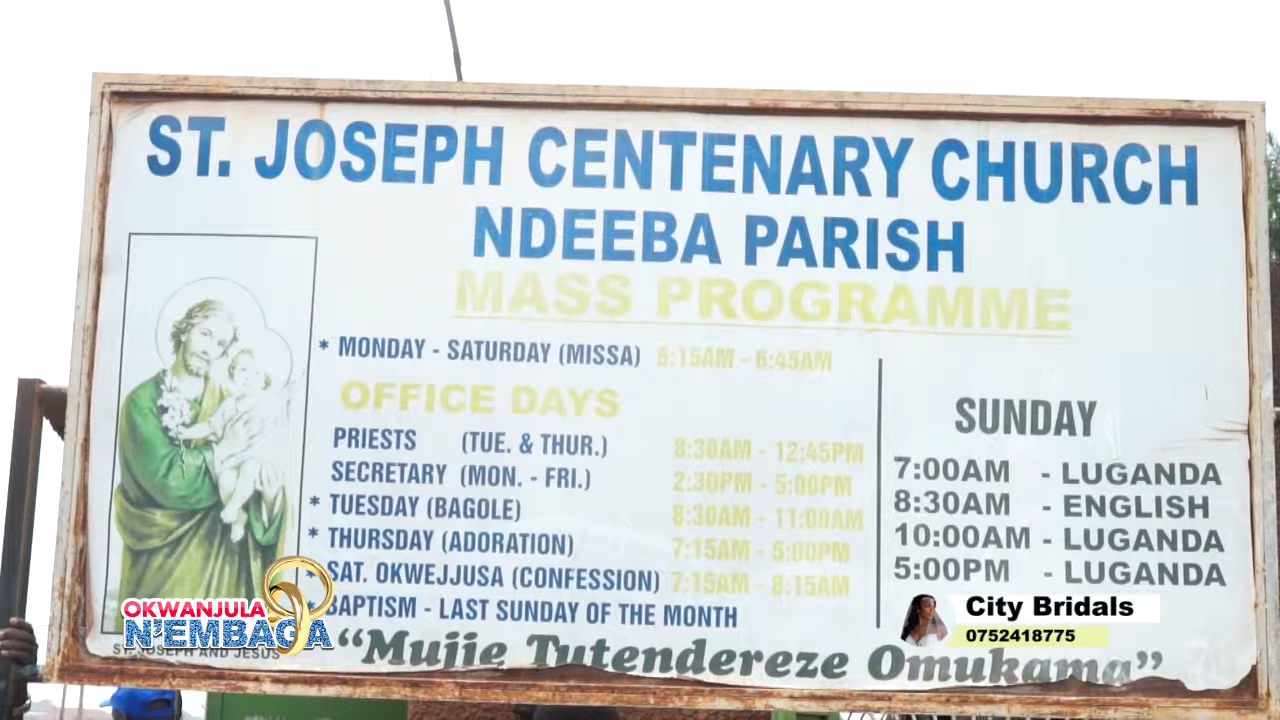 ST. JOSEPH CENTENARY CHURCH
NDEEBA PARISH
MASS PROGRAMME
* MONDAY - SATURDAY (MISSA) 6:15AM - 6:45AM
OFFICE DAYS
PRIESTS (TUE. & THUR.) 8:30AM - 12:45PM
SECRETARY (MON. - FRI.) 2:30PM - 5:00PM
* TUESDAY (BAGOLE) 8:30AM - 11:00AM
* THURSDAY (ADORATION) 7:15AM - 5:00PM
* SAT. OKWEJJUSA (CONFESSION) 7:15AM - 8:15AM
* BAPTISM - LAST SUNDAY OF THE MONTH
SUNDAY
7:00AM - LUGANDA
8:30AM - ENGLISH
10:00AM - LUGANDA
5:00PM - LUGANDA
"Mujje Tutendereze Omukama"
ST. JOSEPH AND JESUS
OKWANJULA
N'EMBAGA
City Bridals
0752418775